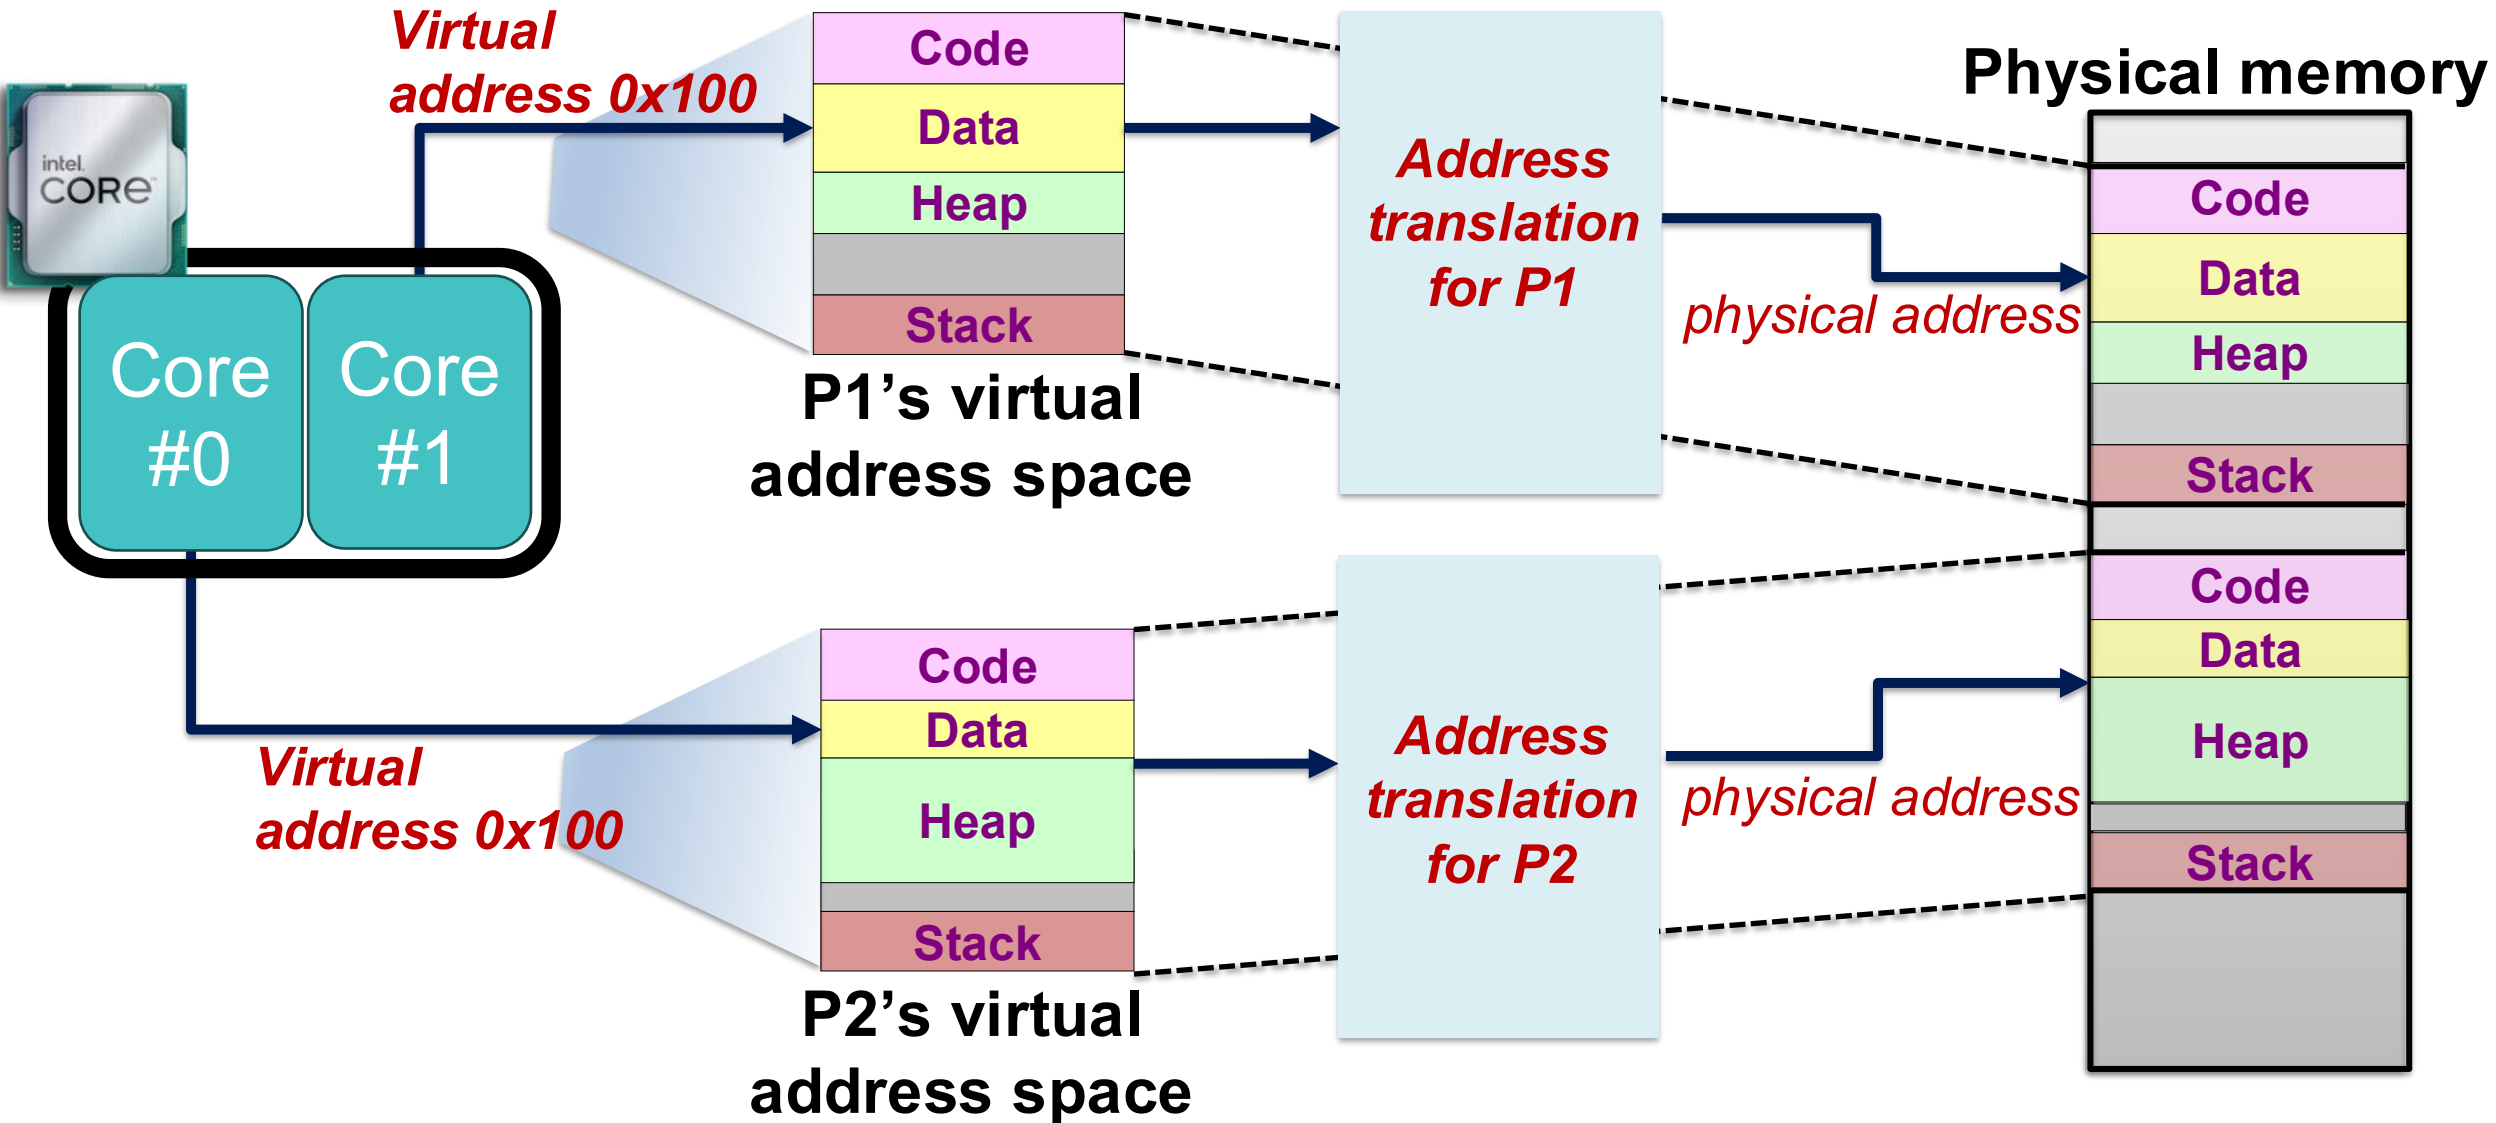 Virtual
address 0x100
intel.
CORE
Core
#0
Core
#1
Code
Data
Heap
Stack
P1’s virtual
address space
Address
translation
for P1
physical address
Physical memory
Code
Data
Heap
Stack
Code
Data
Heap
Stack
Virtual
address 0x100
Code
Data
Heap
Stack
P2’s virtual
address space
Address
translation
for P2
physical address